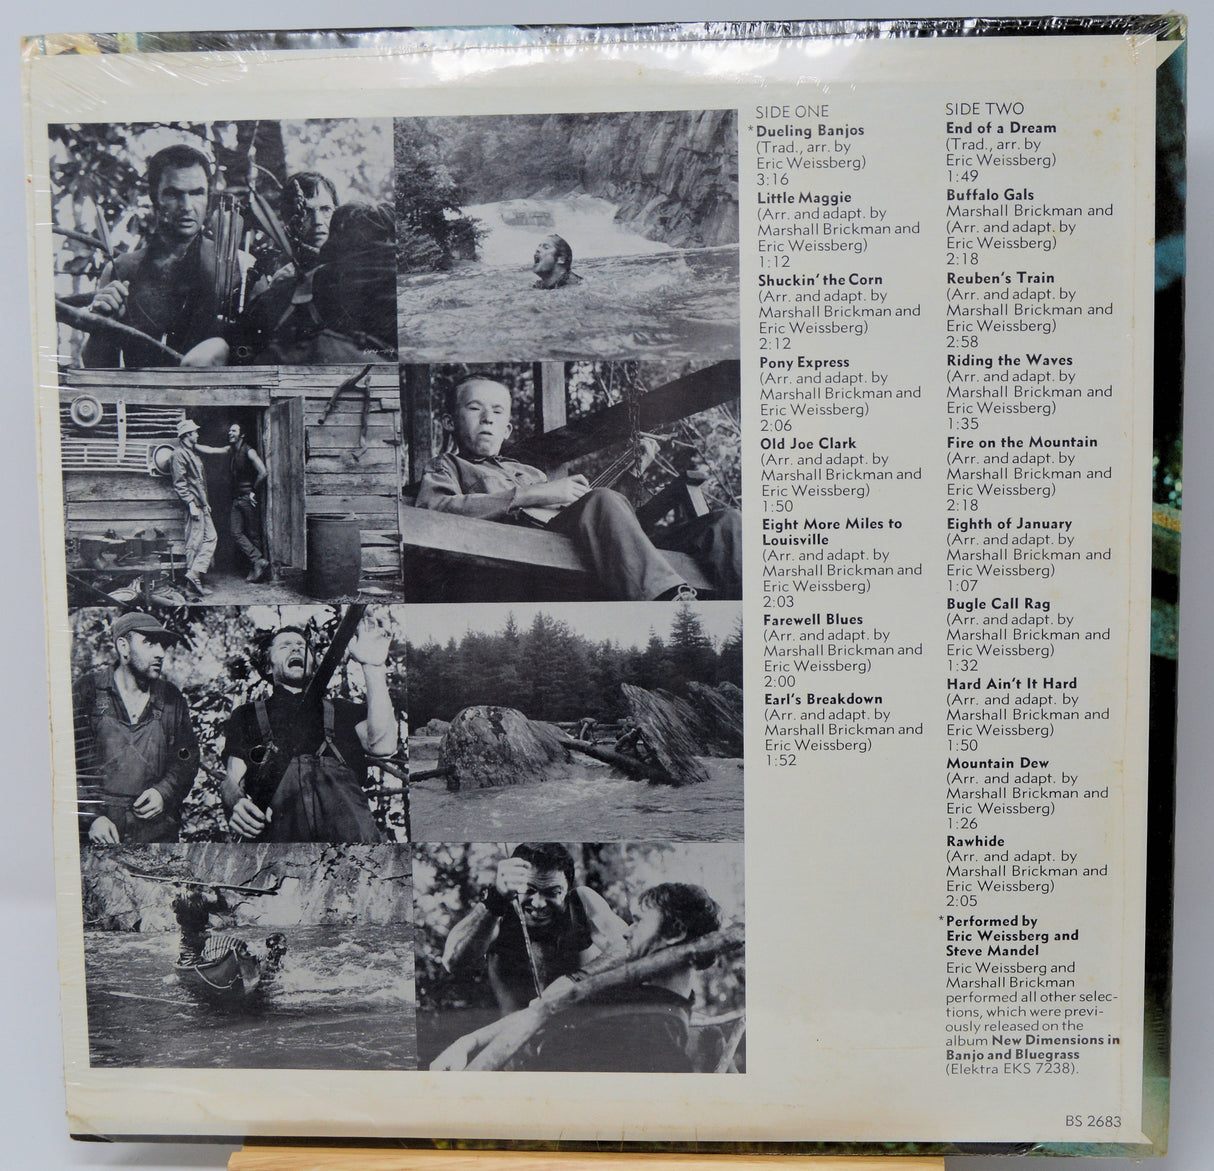 SIDE ONE
*Dueling Banjos
(Trad., arr. by
Eric Weissberg)
3:16
Little Maggie
(Arr. and adapt. by
Marshall Brickman and
Eric Weissberg)
1:12
Shuckin' the Corn
(Arr. and adapt. by
Marshall Brickman and
Eric Weissberg)
2:12
Pony Express
(Arr. and adapt. by
Marshall Brickman and
Eric Weissberg)
2:06
Old Joe Clark
(Arr. and adapt. by
Marshall Brickman and
Eric Weissberg)
1:50
Eight More Miles to
Louisville
(Arr. and adapt. by
Marshall Brickman and
Eric Weissberg)
2:03
Farewell Blues
(Arr. and adapt. by
Marshall Brickman and
Eric Weissberg)
2:00
Earl's Breakdown
(Arr. and adapt. by
Marshall Brickman and
Eric Weissberg)
1:52
SIDE TWO
End of a Dream
(Trad., arr. by
Eric Weissberg)
1:49
Buffalo Gals
Marshall Brickman and
(Arr. and adapt. by
Eric Weissberg)
2:18
Reuben's Train
(Arr. and adapt. by
Marshall Brickman and
Eric Weissberg)
2:58
Riding the Waves
(Arr. and adapt. by
Marshall Brickman and
Eric Weissberg)
1:35
Fire on the Mountain
(Arr. and adapt. by
Marshall Brickman and
Eric Weissberg)
2:18
Eighth of January
(Arr. and adapt. by
Marshall Brickman and
Eric Weissberg)
1:07
Bugle Call Rag
(Arr. and adapt. by
Marshall Brickman and
Eric Weissberg)
1:32
Hard Ain't It Hard
(Arr. and adapt. by
Marshall Brickman and
Eric Weissberg)
1:50
Mountain Dew
(Arr. and adapt. by
Marshall Brickman and
Eric Weissberg)
1:26
Rawhide
(Arr. and adapt. by
Marshall Brickman and
Eric Weissberg)
2:05
*Performed by
Eric Weissberg and
Steve Mandel
Eric Weissberg and
Marshall Brickman
performed all other selec-
tions, which were previ-
ously released on the
album New Dimensions in
Banjo and Bluegrass
(Elektra EKS 7238).
BS 2683